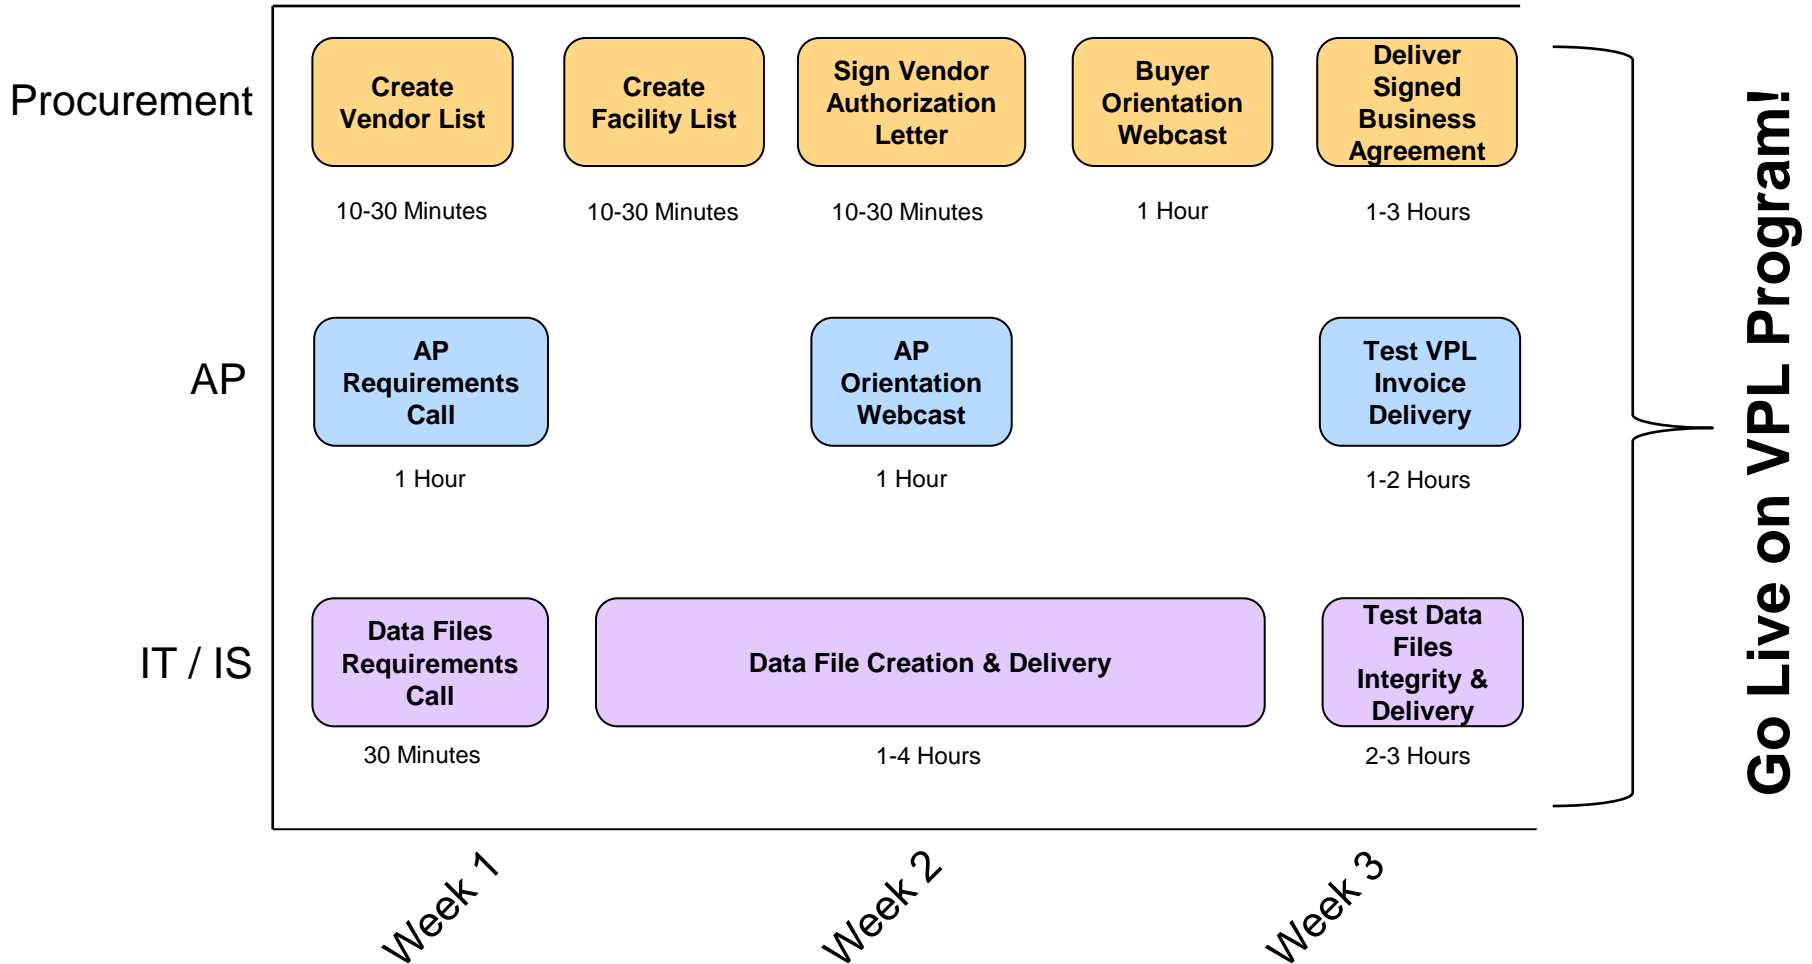 Procurement
Create
Vendor List
10-30 Minutes
Create
Facility List
10-30 Minutes
Sign Vendor
Authorization
Letter
10-30 Minutes
Buyer
Orientation
Webcast
1 Hour
Deliver
Signed
Business
Agreement
1-3 Hours
AP
AP
Requirements
Call
1 Hour
AP
Orientation
Webcast
1 Hour
Test VPL
Invoice
Delivery
1-2 Hours
IT / IS
Data Files
Requirements
Call
30 Minutes
Data File Creation & Delivery
1-4 Hours
Test Data
Files
Integrity &
Delivery
2-3 Hours
Week 1
Week 2
Week 3
Go Live on VPL Program!